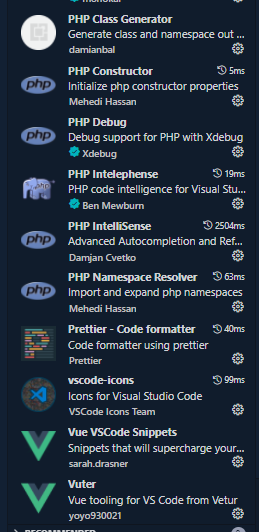 PHP Class Generator
Generate class and namespace out ...
damianbal
PHP Constructor 5ms
Initialize php constructor properties
Mehedi Hassan
php
PHP Debug
Debug support for PHP with Xdebug
Xdebug
php
PHP Intelephense 19ms
PHP code intelligence for Visual Stu...
Ben Mewburn
PHP IntelliSense 2504ms
Advanced Autocompletion and Ref...
Damjan Cvetko
php
PHP Namespace Resolver 63ms
Import and expand php namespaces
Mehedi Hassan
php
Prettier - Code formatter 40ms
Code formatter using prettier
Prettier
vscode-icons 99ms
Icons for Visual Studio Code
VSCode Icons Team
Vue VSCode Snippets
Snippets that will supercharge your...
sarah.drasner
Vuter
Vue tooling for VS Code from Vetur
yoyo930021
RECOMMENDED